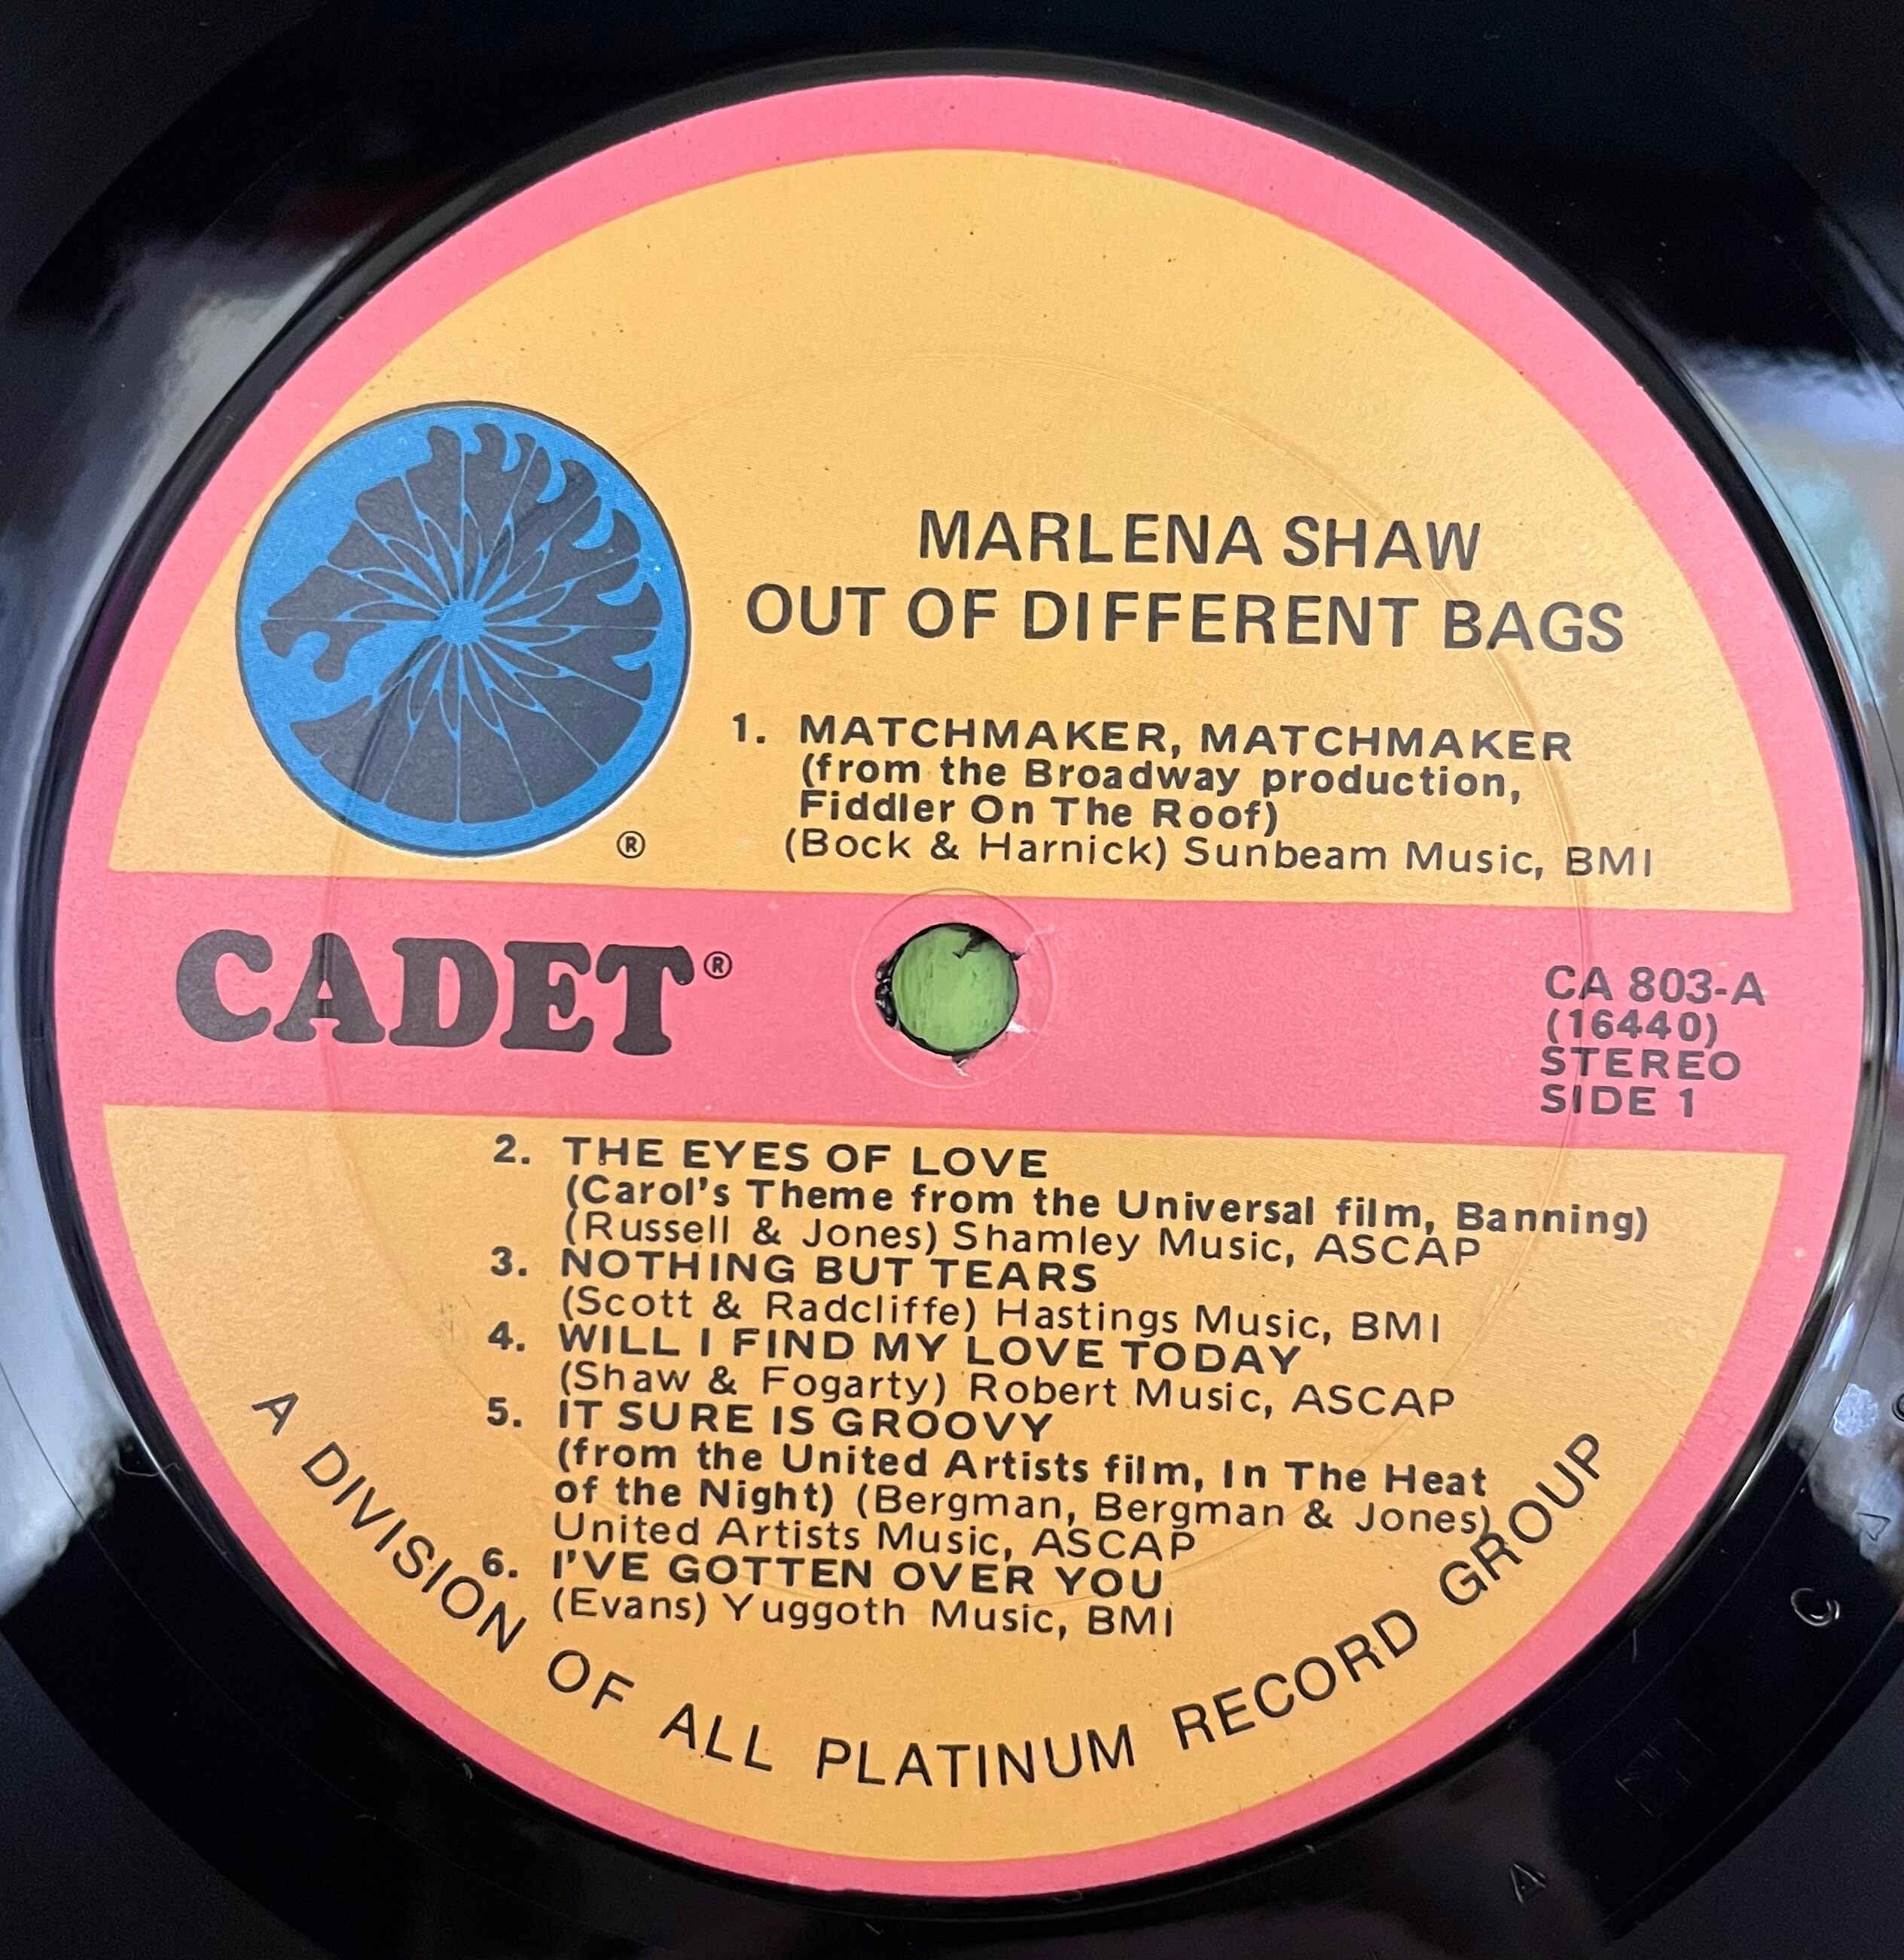 MARLENA SHAW
OUT OF DIFFERENT BAGS
1. MATCHMAKER, MATCHMAKER
(from the Broadway production,
Fiddler On The Roof)
(Bock & Harnick) Sunbeam Music, BMI
®
CADET®
CA 803-A
(16440)
STEREO
SIDE 1
2. THE EYES OF LOVE
(Carol's Theme from the Universal film, Banning)
(Russell & Jones) Shamley Music, ASCAP
3. NOTHING BUT TEARS
(Scott & Radcliffe) Hastings Music, BMI
4. WILL I FIND MY LOVE TODAY
(Shaw & Fogarty) Robert Music, ASCAP
5. IT SURE IS GROOVY
(from the United Artists film, In The Heat
of the Night) (Bergman, Bergman & Jones)
United Artists Music, ASCAP
6. I'VE GOTTEN OVER YOU
(Evans) Yuggoth Music, BMI
A DIVISION OF ALL PLATINUM RECORD GROUP